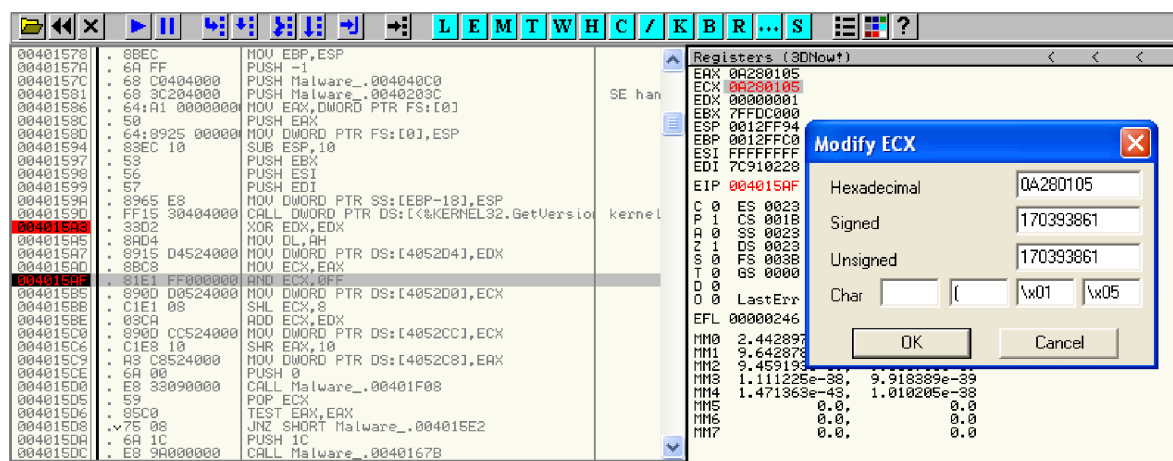 L E M T W H C / K B R ... S ?
00401578 . 8BEC MOV EBP,ESP
0040157A . 6A FF PUSH -1
0040157C . 68 C0404000 PUSH Malware_.004040C0
00401581 . 68 3C204000 PUSH Malware_.0040203C SE han
00401586 . 64:A1 0000000 MOV EAX,DWORD PTR FS:[0]
0040158C . 50 PUSH EAX
0040158D . 64:8925 00000 MOV DWORD PTR FS:[0],ESP
00401594 . 83EC 10 SUB ESP,10
00401597 . 53 PUSH EBX
00401598 . 56 PUSH ESI
00401599 . 57 PUSH EDI
0040159A . 8965 E8 MOV DWORD PTR SS:[EBP-18],ESP
0040159D . FF15 30404000 CALL DWORD PTR DS:[<&KERNEL32.GetVersio kernel
004015A3 . 33D2 XOR EDX,EDX
004015A5 . 8AD4 MOV DL,AH
004015A7 . 8915 D4524000 MOV DWORD PTR DS:[4052D4],EDX
004015AD . 8BC8 MOV ECX,EAX
004015AF . 81E1 FF000000 AND ECX,0FF
004015B5 . 890D D0524000 MOV DWORD PTR DS:[4052D0],ECX
004015BB . C1E1 08 SHL ECX,8
004015BE . 03CA ADD ECX,EDX
004015C0 . 890D CC524000 MOV DWORD PTR DS:[4052CC],ECX
004015C6 . C1E8 10 SHR EAX,10
004015C9 . A3 C8524000 MOV DWORD PTR DS:[4052C8],EAX
004015CE . 6A 00 PUSH 0
004015D0 . E8 33090000 CALL Malware_.00401F08
004015D5 . 59 POP ECX
004015D6 . 85C0 TEST EAX,EAX
004015D8 .v75 08 JNZ SHORT Malware_.004015E2
004015DA . 6A 1C PUSH 1C
004015DC . E8 9A000000 CALL Malware_.0040167B
Registers (3DNow!) < < <
EAX 0A280105
ECX 0A280105
EDX 00000001
EBX 7FFDC000
ESP 0012FF94
EBP 0012FFC0
ESI FFFFFFFF
EDI 7C910228
EIP 004015AF
C 0 ES 0023
P 1 CS 001B
A 0 SS 0023
Z 1 DS 0023
S 0 FS 003B
T 0 GS 0000
D 0
O 0 LastErr
EFL 00000246
MM0 2.442897
MM1 9.642878
MM2 9.459193
MM3 1.111225e-38, 9.918389e-39
MM4 1.471363e-43, 1.010205e-38
MM5 0.0, 0.0
MM6 0.0, 0.0
MM7 0.0, 0.0
Modify ECX
Hexadecimal 0A280105
Signed 170393861
Unsigned 170393861
Char ( \x01 \x05
OK Cancel